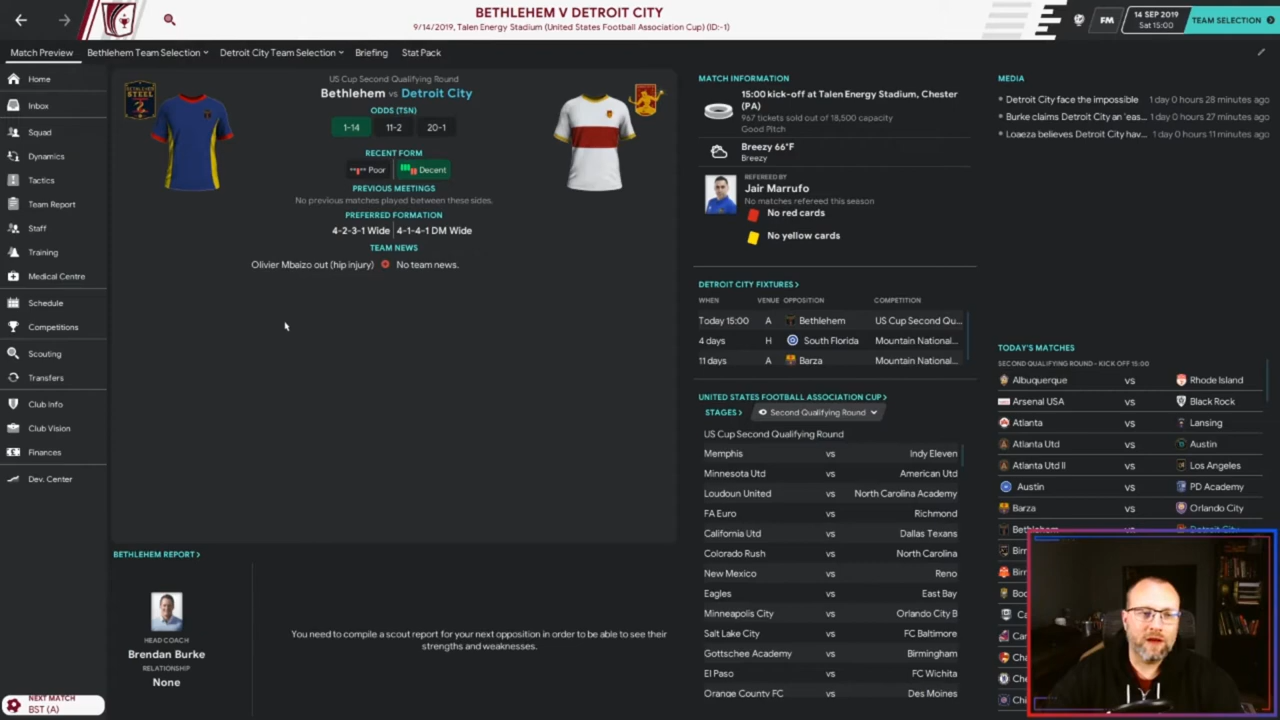 BETHLEHEM V DETROIT CITY
9/14/2019, Talen Energy Stadium (United States Football Association Cup) (ID:-1)
FM
14 SEP 2019
Sat 15:00
TEAM SELECTION
Match Preview
Bethlehem Team Selection
Detroit City Team Selection
Briefing
Stat Pack
Home
Inbox
Squad
Dynamics
Tactics
Team Report
Staff
Training
Medical Centre
Schedule
Competitions
Scouting
Transfers
Club Info
Club Vision
Finances
Dev. Center
NEXT MATCH
BST (A)
US Cup Second Qualifying Round
Bethlehem vs Detroit City
ODDS (TSN)
1-14 11-2 20-1
RECENT FORM
Poor Decent
PREVIOUS MEETINGS
No previous matches played between these sides.
PREFERRED FORMATION
4-2-3-1 Wide 4-1-4-1 DM Wide
TEAM NEWS
Olivier Mbaizo out (hip injury) No team news.
BETHLEHEM REPORT >
HEAD COACH
Brendan Burke
RELATIONSHIP
None
You need to compile a scout report for your next opposition in order to be able to see their
strengths and weaknesses.
MATCH INFORMATION
15:00 kick-off at Talen Energy Stadium, Chester
(PA)
967 tickets sold out of 18,500 capacity
Good Pitch
Breezy 66°F
Breezy
REFEREED BY
Jair Marrufo
No matches refereed this season
No red cards
No yellow cards
DETROIT CITY FIXTURES >
WHEN VENUE OPPOSITION COMPETITION
Today 15:00 A Bethlehem US Cup Second Qu...
4 days H South Florida Mountain National...
11 days A Barza Mountain National...
UNITED STATES FOOTBALL ASSOCIATION CUP >
STAGES > Second Qualifying Round
US Cup Second Qualifying Round
Memphis vs Indy Eleven
Minnesota Utd vs American Utd
Loudoun United vs North Carolina Academy
FA Euro vs Richmond
California Utd vs Dallas Texans
Colorado Rush vs North Carolina
New Mexico vs Reno
Eagles vs East Bay
Minneapolis City vs Orlando City B
Salt Lake City vs FC Baltimore
Gottschee Academy vs Birmingham
El Paso vs FC Wichita
Orange County FC vs Des Moines
MEDIA
Detroit City face the impossible 1 day 0 hours 28 minutes ago
Burke claims Detroit City an 'eas... 1 day 0 hours 27 minutes ago
Loaeza believes Detroit City hav... 1 day 0 hours 11 minutes ago
TODAY'S MATCHES
SECOND QUALIFYING ROUND - KICK OFF 15:00
Albuquerque vs Rhode Island
Arsenal USA vs Black Rock
Atlanta vs Lansing
Atlanta Utd vs Austin
Atlanta Utd II vs Los Angeles
Austin vs PD Academy
Barza vs Orlando City
Bethlehem vs Detroit City